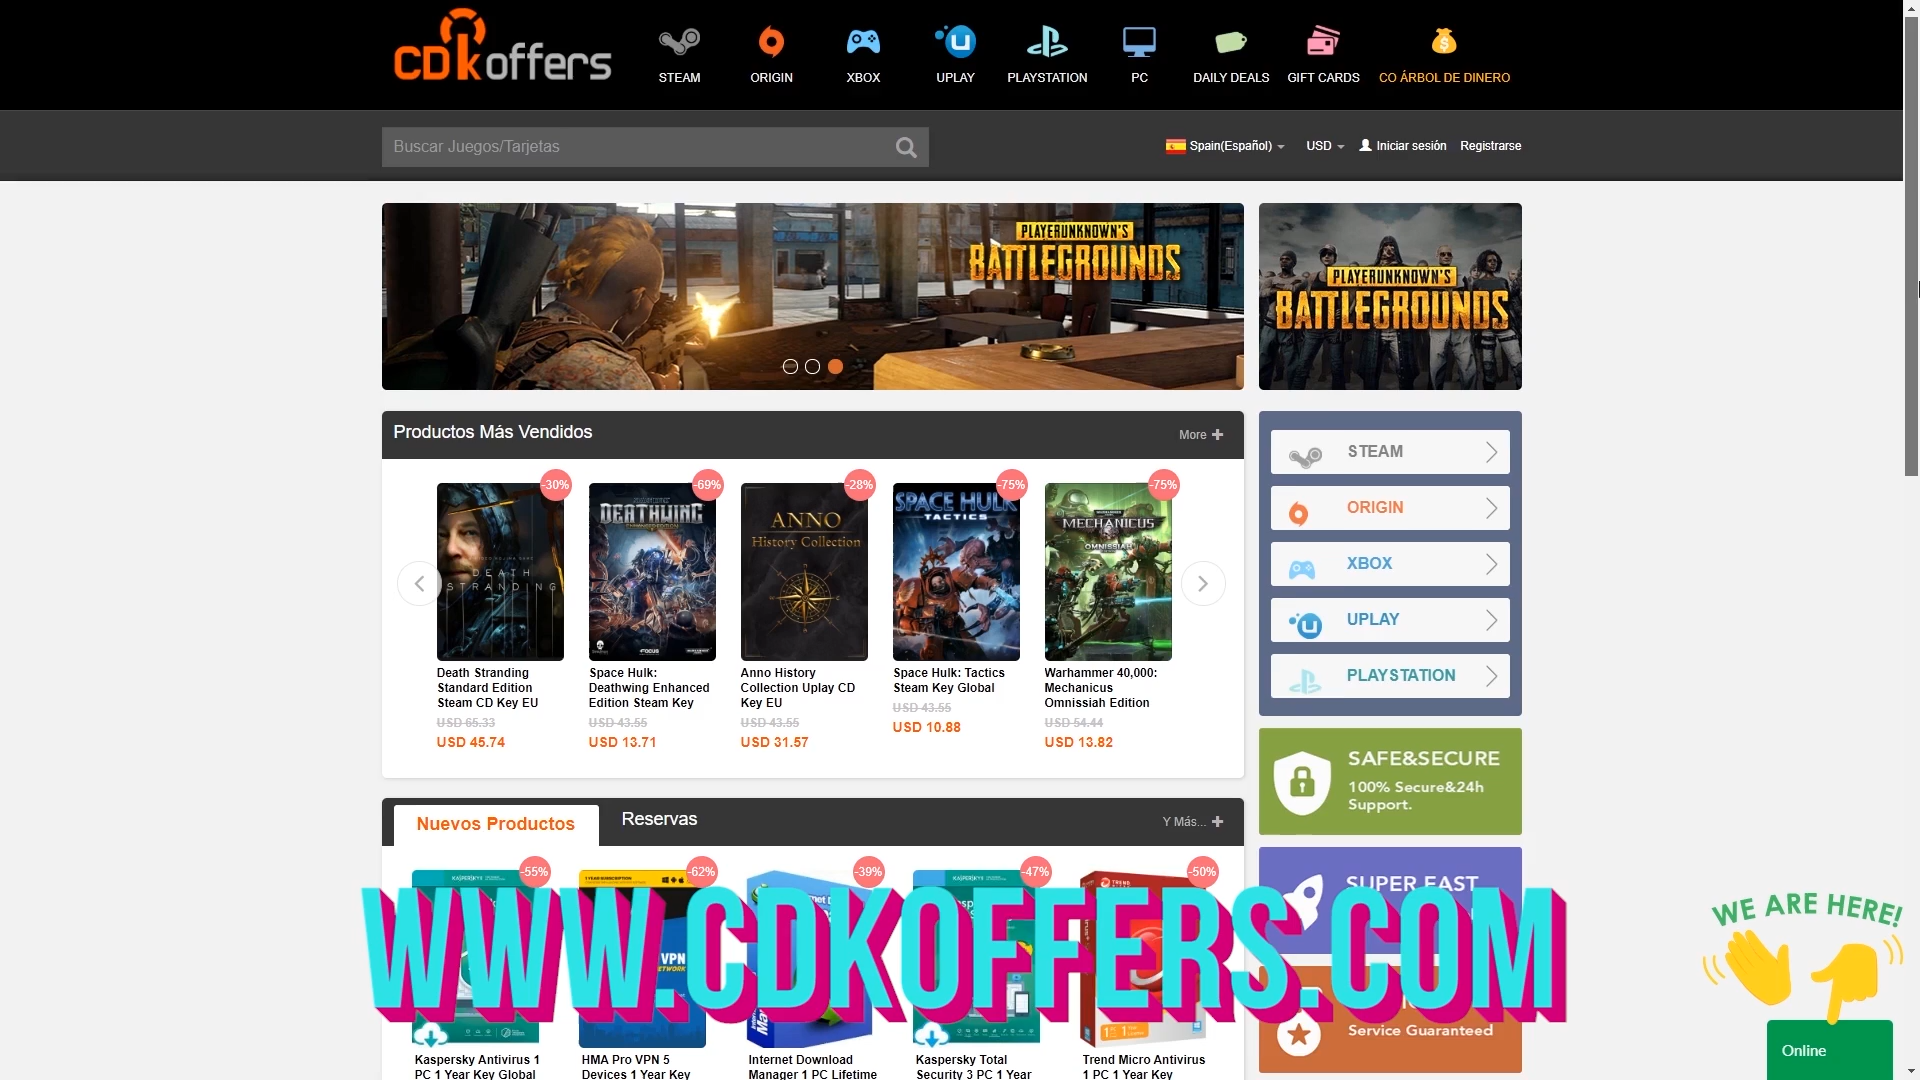 CDKoffers
STEAM
ORIGIN
XBOX
UPLAY
PLAYSTATION
PC
DAILY DEALS
GIFT CARDS
CO ÁRBOL DE DINERO
Buscar Juegos/Tarjetas
Spain(Español)
USD
Iniciar sesión
Registrarse
PLAYERUNKNOWN'S
BATTLEGROUNDS
PLAYERUNKNOWN'S
BATTLEGROUNDS
Productos Más Vendidos
More
-30%
-69%
-28%
-75%
-75%
DEATH
STRANDING
DEATHWING
ANNO
History Collection
SPACE HULK
TACTICS
MECHANICUS
OMNISSIAH
Death Stranding
Standard Edition
Steam CD Key EU
USD 65.33
USD 45.74
Space Hulk:
Deathwing Enhanced
Edition Steam Key
USD 43.55
USD 13.71
Anno History
Collection Uplay CD
Key EU
USD 43.55
USD 31.57
Space Hulk: Tactics
Steam Key Global
USD 43.55
USD 10.88
Warhammer 40,000:
Mechanicus
Omnissiah Edition
USD 54.44
USD 13.82
STEAM
ORIGIN
XBOX
UPLAY
PLAYSTATION
SAFE&SECURE
100% Secure&24h
Support.
SUPER FAST
Service Guaranteed
Nuevos Productos
Reservas
Y Más...
-55%
-62%
-39%
-47%
-50%
1 YEAR SUBSCRIPTION
VPN
WWW.CDKOFFERS.COM
Kaspersky Antivirus 1
PC 1 Year Key Global
HMA Pro VPN 5
Devices 1 Year Key
Internet Download
Manager 1 PC Lifetime
Kaspersky Total
Security 3 PC 1 Year
Trend Micro Antivirus
1 PC 1 Year Key
WE ARE HERE!
Online